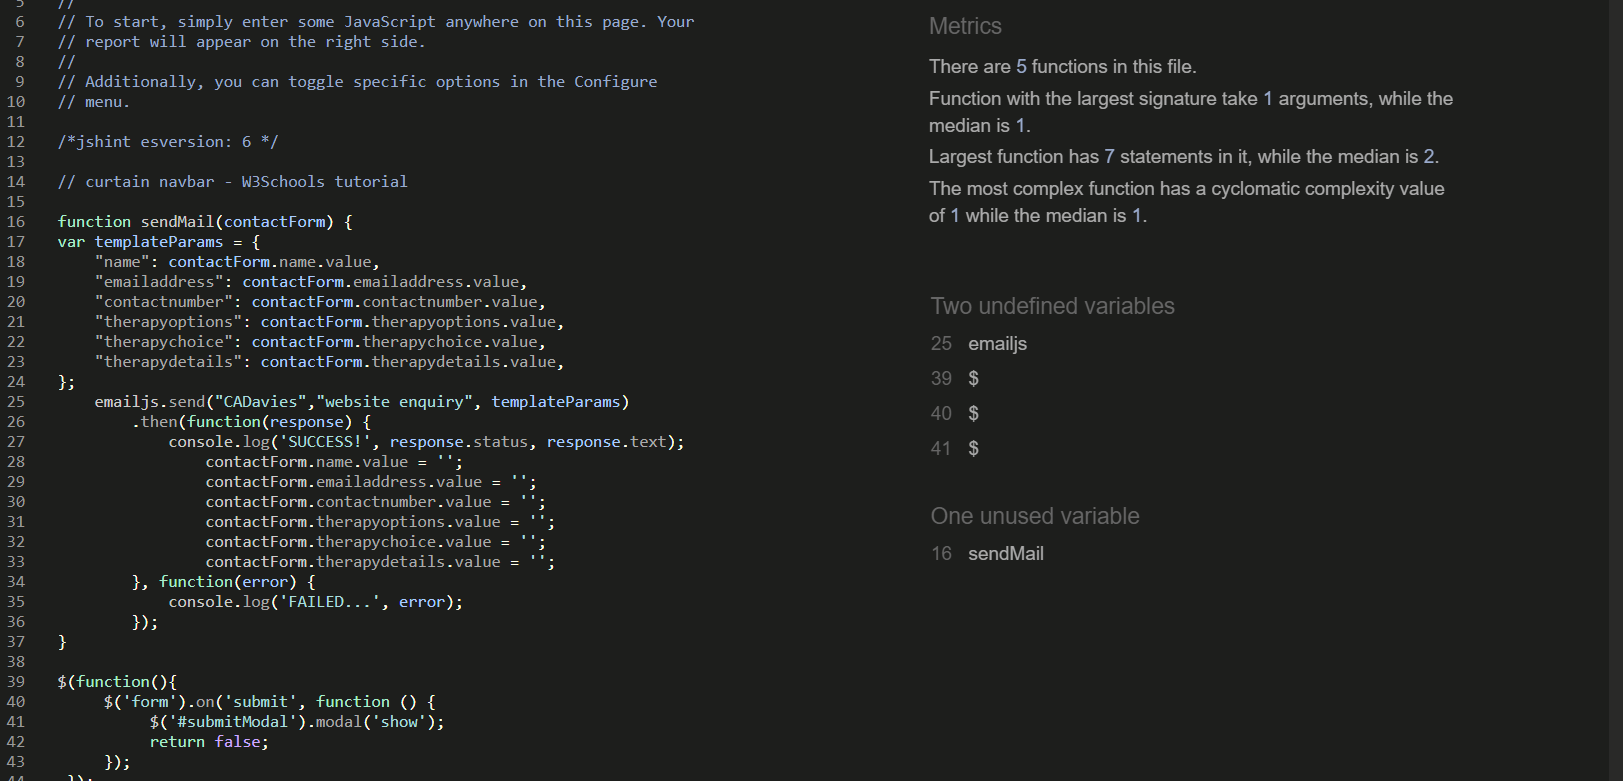 5 //
6 // To start, simply enter some JavaScript anywhere on this page. Your
7 // report will appear on the right side.
8 //
9 // Additionally, you can toggle specific options in the Configure
10 // menu.
11
12 /*jshint esversion: 6 */
13
14 // curtain navbar - W3Schools tutorial
15
16 function sendMail(contactForm) {
17 var templateParams = {
18 "name": contactForm.name.value,
19 "emailaddress": contactForm.emailaddress.value,
20 "contactnumber": contactForm.contactnumber.value,
21 "therapyoptions": contactForm.therapyoptions.value,
22 "therapychoice": contactForm.therapychoice.value,
23 "therapydetails": contactForm.therapydetails.value,
24 };
25 emailjs.send("CADavies","website enquiry", templateParams)
26 .then(function(response) {
27 console.log('SUCCESS!', response.status, response.text);
28 contactForm.name.value = '';
29 contactForm.emailaddress.value = '';
30 contactForm.contactnumber.value = '';
31 contactForm.therapyoptions.value = '';
32 contactForm.therapychoice.value = '';
33 contactForm.therapydetails.value = '';
34 }, function(error) {
35 console.log('FAILED...', error);
36 });
37 }
38
39 $(function(){
40 $('form').on('submit', function () {
41 $('#submitModal').modal('show');
42 return false;
43 });
44 });
Metrics
There are 5 functions in this file.
Function with the largest signature take 1 arguments, while the
median is 1.
Largest function has 7 statements in it, while the median is 2.
The most complex function has a cyclomatic complexity value
of 1 while the median is 1.
Two undefined variables
25 emailjs
39 $
40 $
41 $
One unused variable
16 sendMail